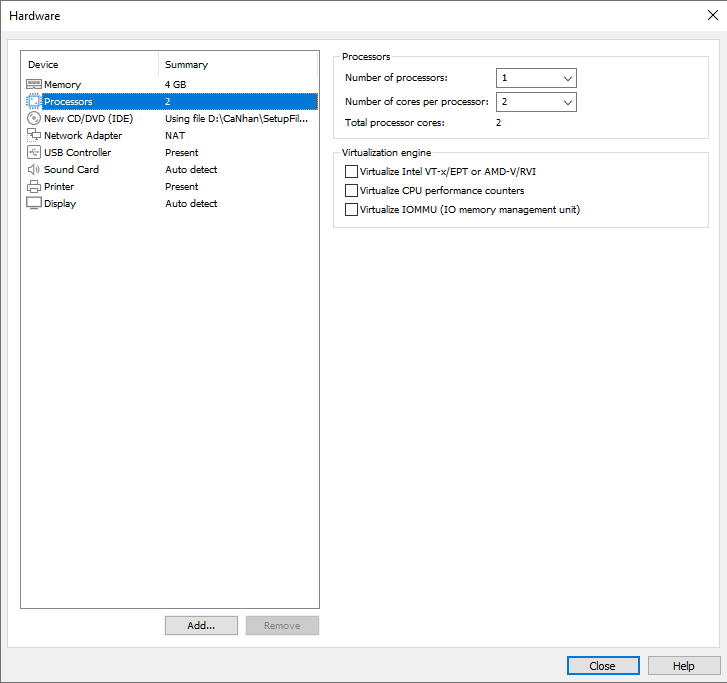 Hardware
Device Summary
Memory 4 GB
Processors 2
New CD/DVD (IDE) Using file D:\CaNhan\SetupFil...
Network Adapter NAT
USB Controller Present
Sound Card Auto detect
Printer Present
Display Auto detect
Add... Remove
Processors
Number of processors: 1
Number of cores per processor: 2
Total processor cores: 2
Virtualization engine
Virtualize Intel VT-x/EPT or AMD-V/RVI
Virtualize CPU performance counters
Virtualize IOMMU (IO memory management unit)
Close Help